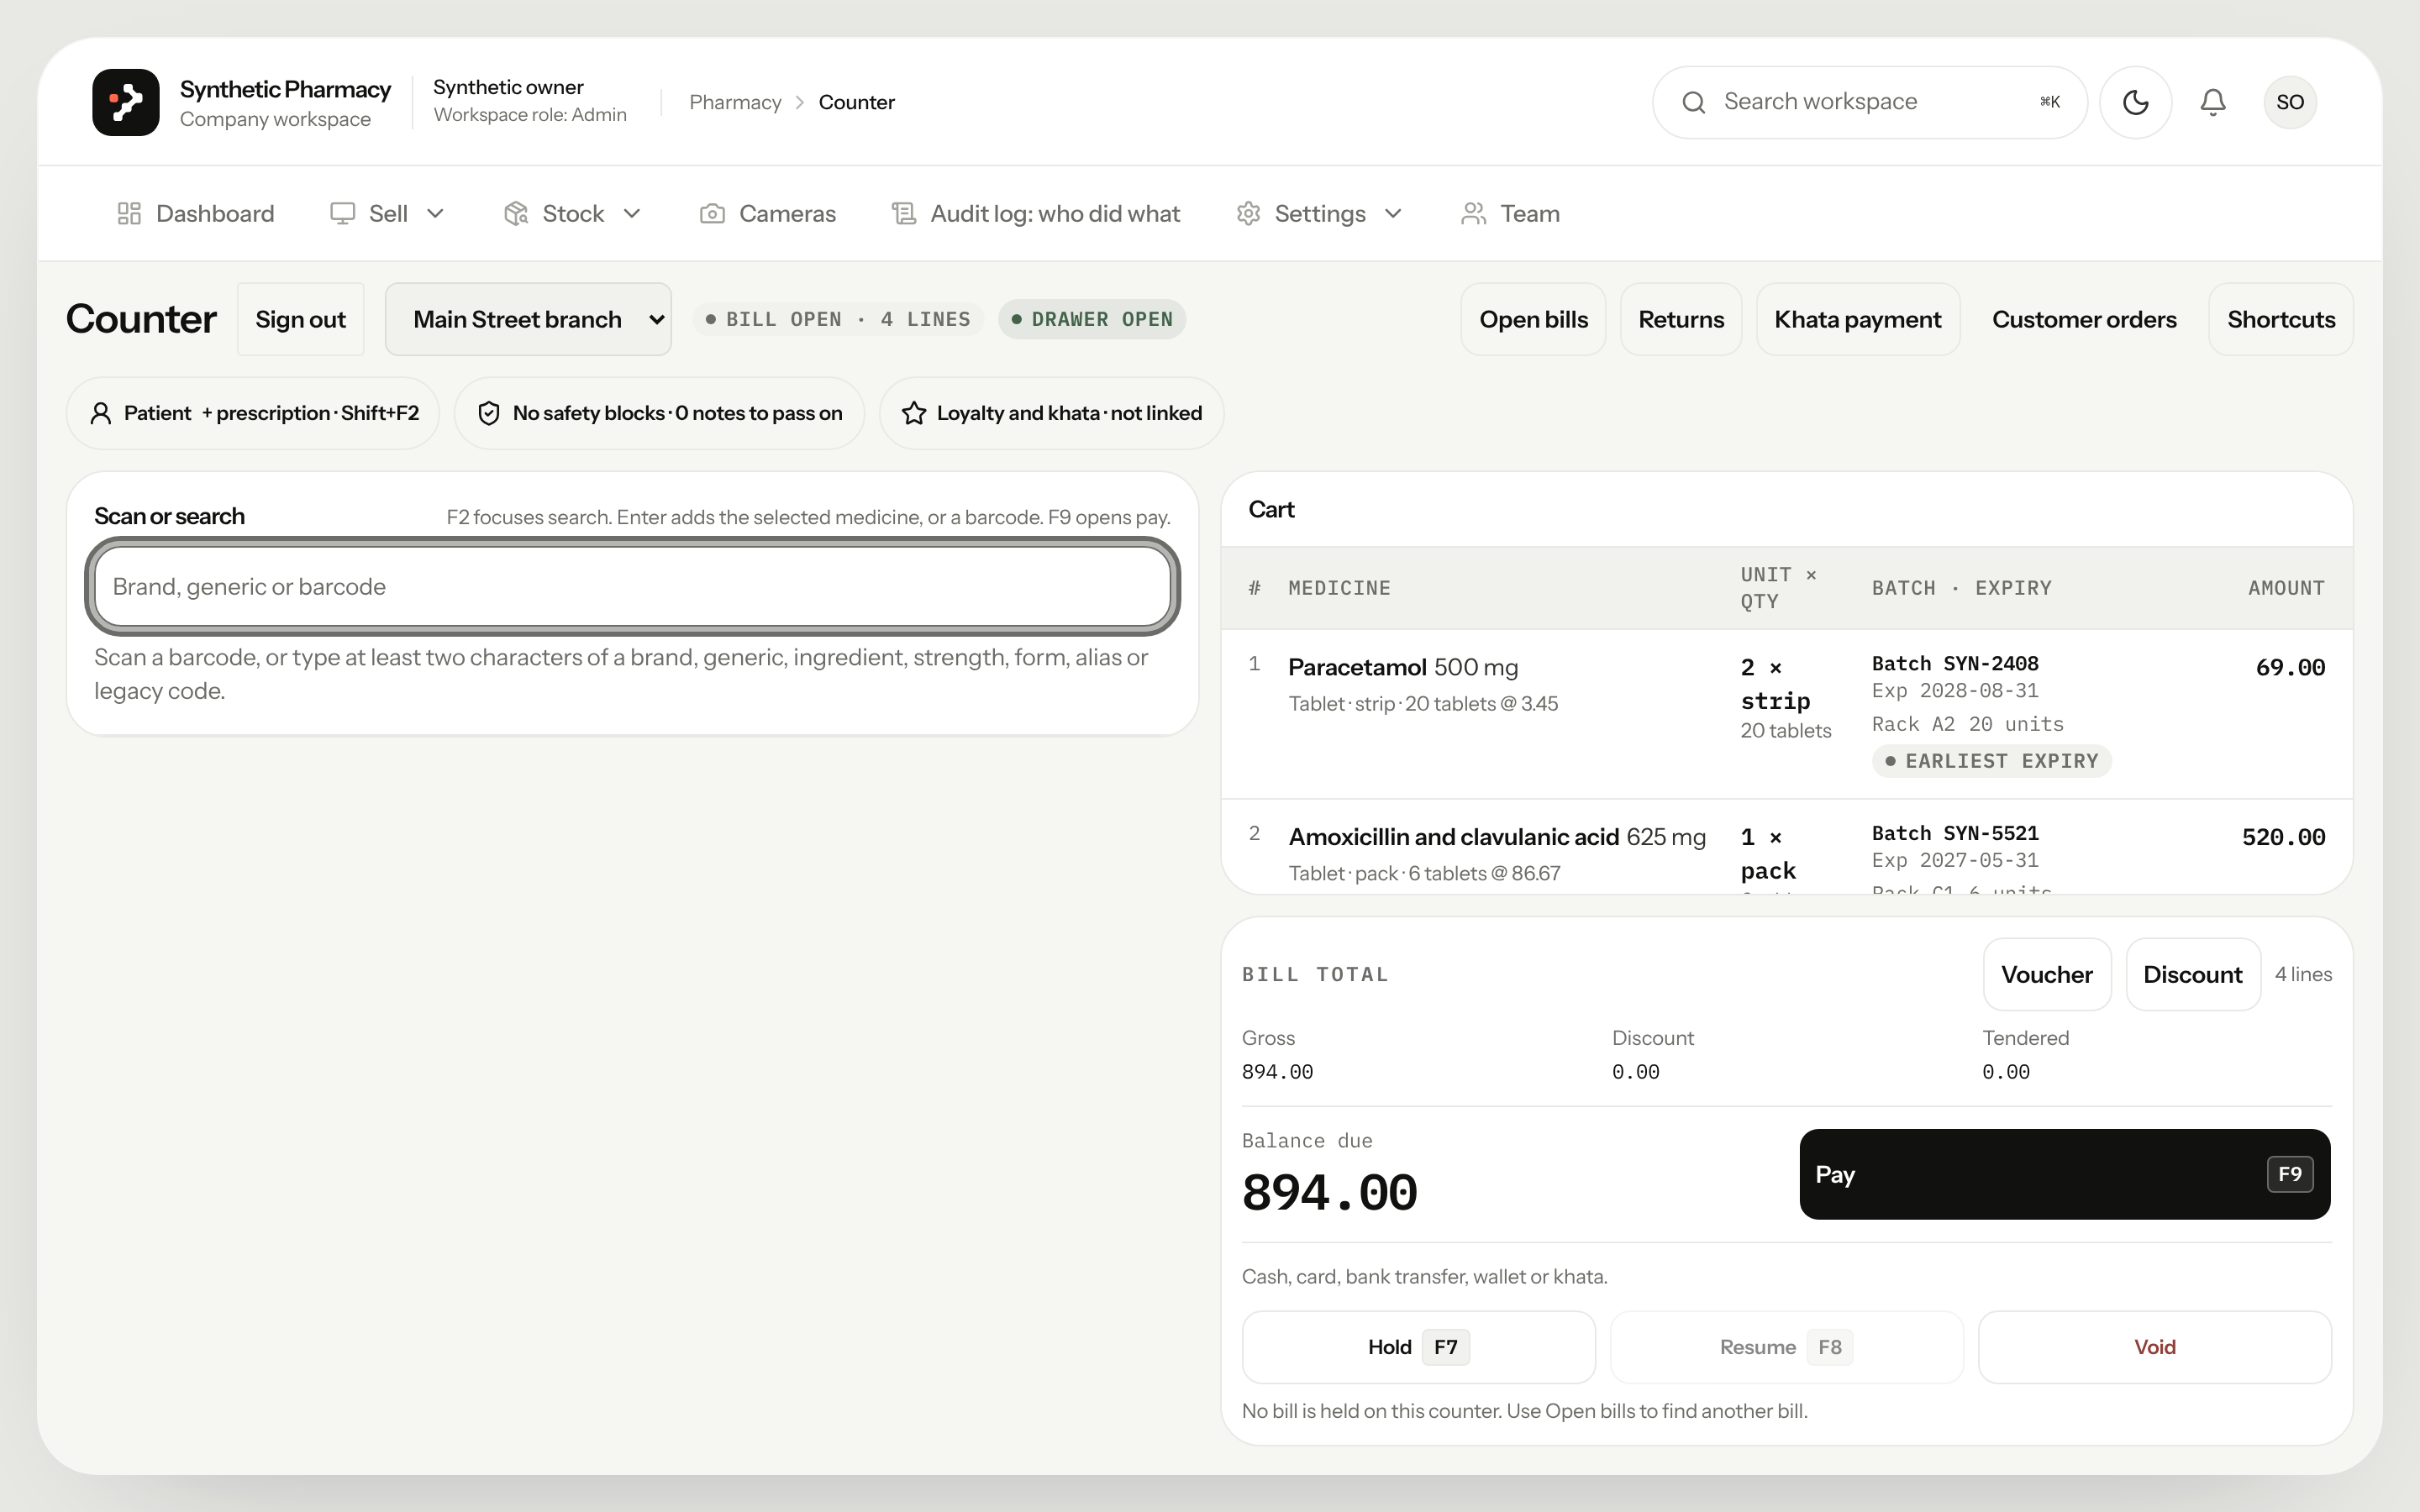 Synthetic Pharmacy
Company workspace
Synthetic owner
Workspace role: Admin
Pharmacy > Counter
Search workspace ⌘K
SO
Dashboard
Sell
Stock
Cameras
Audit log: who did what
Settings
Team
Counter
Sign out
Main Street branch
BILL OPEN · 4 LINES
DRAWER OPEN
Open bills
Returns
Khata payment
Customer orders
Shortcuts
Patient + prescription · Shift+F2
No safety blocks · 0 notes to pass on
Loyalty and khata · not linked
Scan or search
F2 focuses search. Enter adds the selected medicine, or a barcode. F9 opens pay.
Brand, generic or barcode
Scan a barcode, or type at least two characters of a brand, generic, ingredient, strength, form, alias or
legacy code.
Cart
# MEDICINE UNIT × QTY BATCH · EXPIRY AMOUNT
1 Paracetamol 500 mg
Tablet · strip · 20 tablets @ 3.45
2 × strip
20 tablets
Batch SYN-2408
Exp 2028-08-31
Rack A2 20 units
EARLIEST EXPIRY
69.00
2 Amoxicillin and clavulanic acid 625 mg
Tablet · pack · 6 tablets @ 86.67
1 × pack
Batch SYN-5521
Exp 2027-05-31
Rack C1 6 units
520.00
BILL TOTAL
Voucher
Discount
4 lines
Gross
894.00
Discount
0.00
Tendered
0.00
Balance due
894.00
Pay F9
Cash, card, bank transfer, wallet or khata.
Hold F7
Resume F8
Void
No bill is held on this counter. Use Open bills to find another bill.